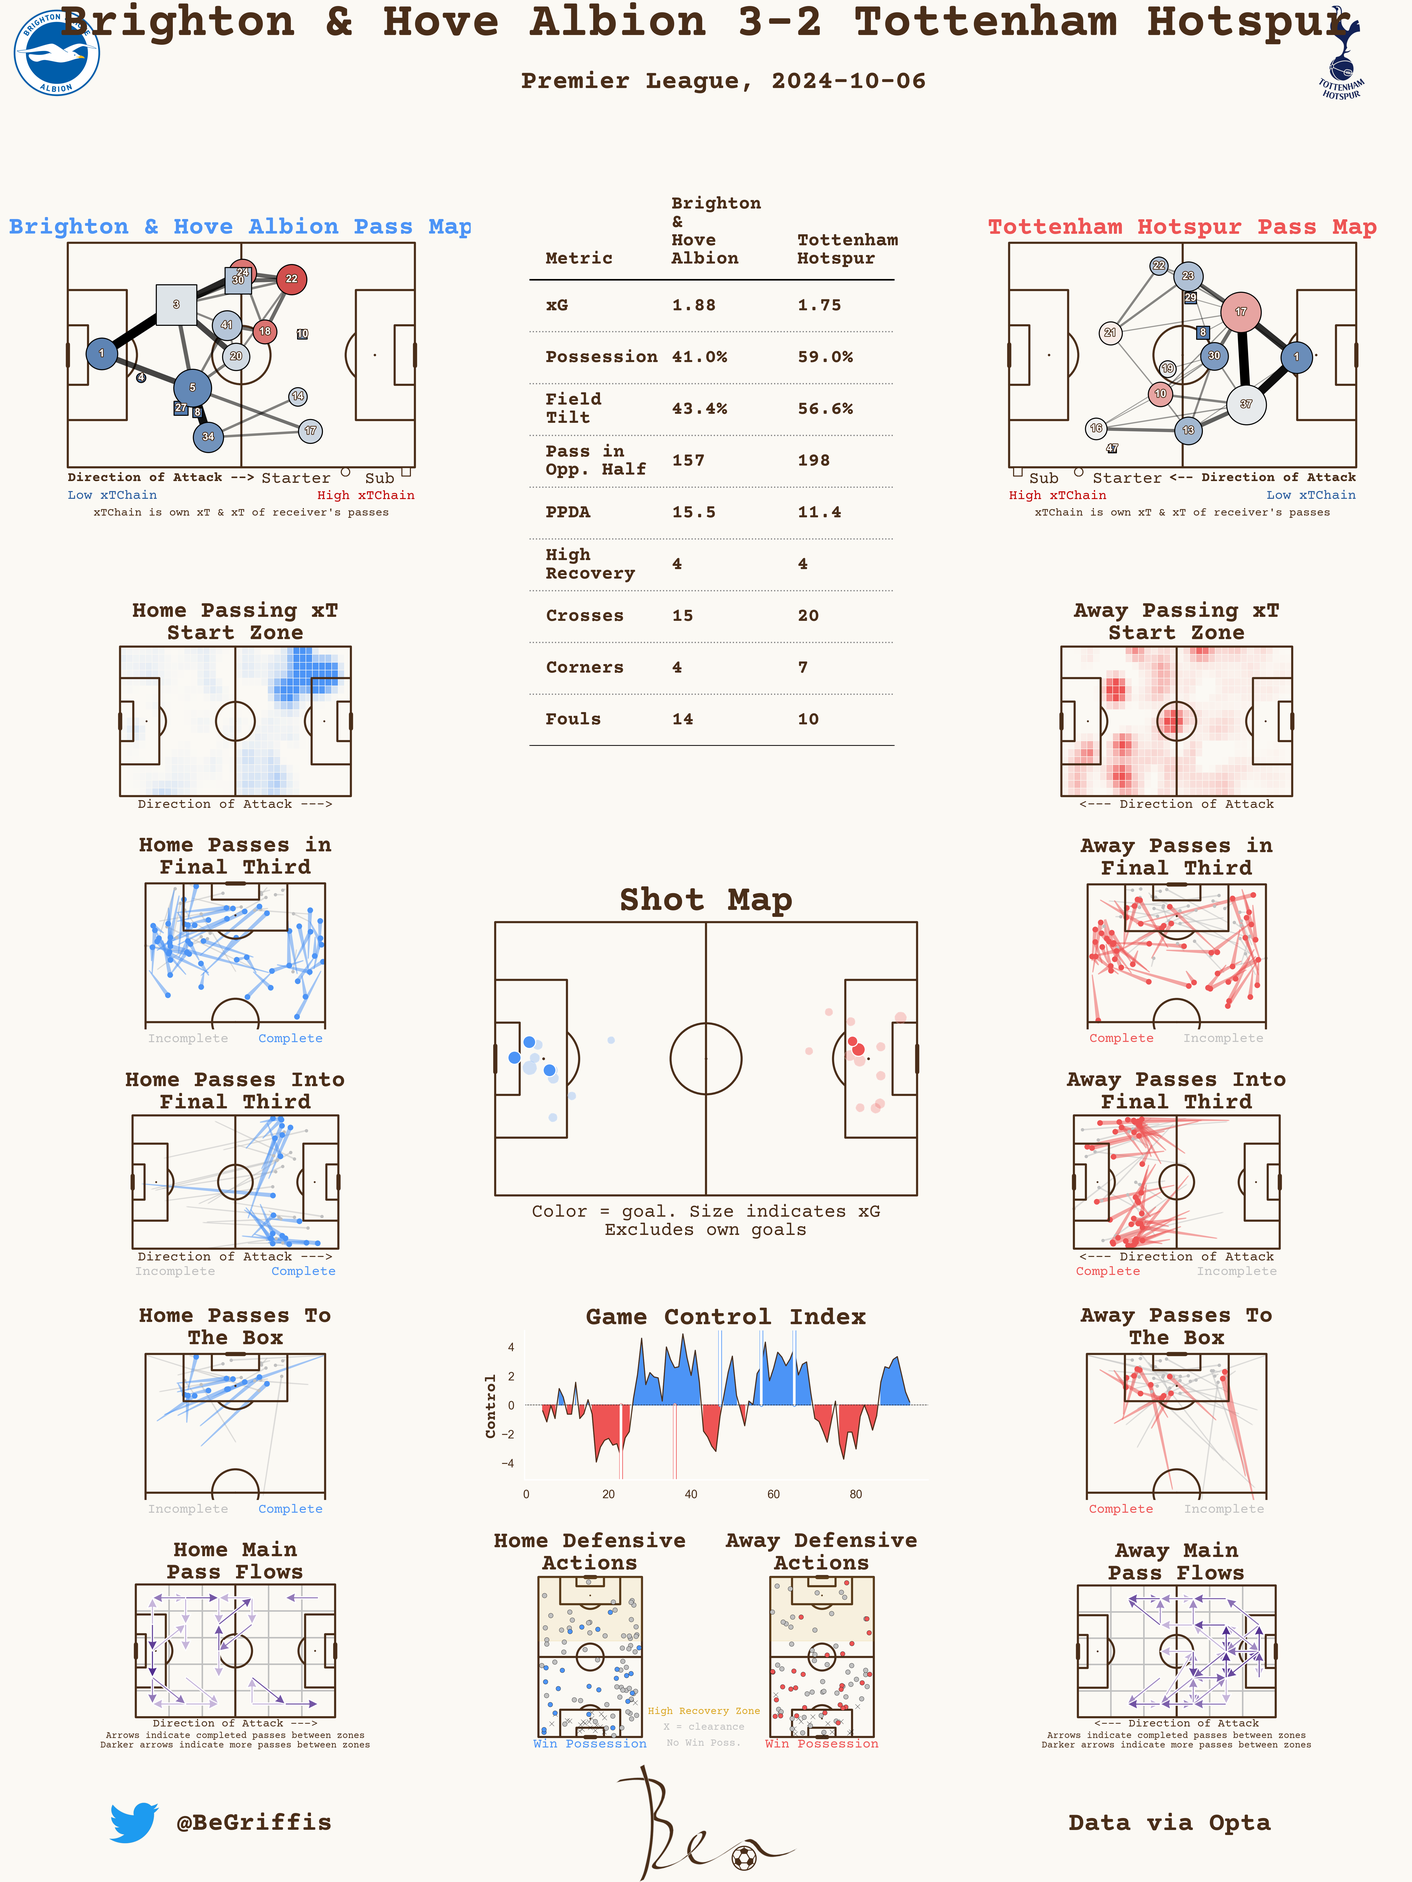 Brighton & Hove Albion 3-2 Tottenham Hotspur
BRIGHTON
ALBION
TOTTENHAM
HOTSPUR
Premier League, 2024-10-06
Brighton & Hove Albion Pass Map
24
30
22
3
41
18
10
20
1
4
5
14
27
8
34
17
Direction of Attack --> Starter Sub
Low xTChain High xTChain
xTChain is own xT & xT of receiver's passes
Metric Brighton & Hove Albion Tottenham Hotspur
xG 1.88 1.75
Possession 41.0% 59.0%
Field Tilt 43.4% 56.6%
Pass in Opp. Half 157 198
PPDA 15.5 11.4
High Recovery 4 4
Crosses 15 20
Corners 4 7
Fouls 14 10
Tottenham Hotspur Pass Map
22
23
29
17
21
8
30
1
19
10
37
16
13
47
Sub Starter <-- Direction of Attack
High xTChain Low xTChain
xTChain is own xT & xT of receiver's passes
Home Passing xT
Start Zone
Direction of Attack --->
Away Passing xT
Start Zone
<--- Direction of Attack
Home Passes in
Final Third
Incomplete Complete
Away Passes in
Final Third
Complete Incomplete
Shot Map
Color = goal. Size indicates xG
Excludes own goals
Home Passes Into
Final Third
Direction of Attack --->
Incomplete Complete
Away Passes Into
Final Third
<--- Direction of Attack
Complete Incomplete
Home Passes To
The Box
Incomplete Complete
Game Control Index
Control
4
2
0
−2
−4
0 20 40 60 80
Away Passes To
The Box
Complete Incomplete
Home Main
Pass Flows
Direction of Attack --->
Arrows indicate completed passes between zones
Darker arrows indicate more passes between zones
Home Defensive
Actions
Win Possession
Away Defensive
Actions
Win Possession
High Recovery Zone
X = clearance
No Win Poss.
Away Main
Pass Flows
<--- Direction of Attack
Arrows indicate completed passes between zones
Darker arrows indicate more passes between zones
@BeGriffis
Ben
Data via Opta